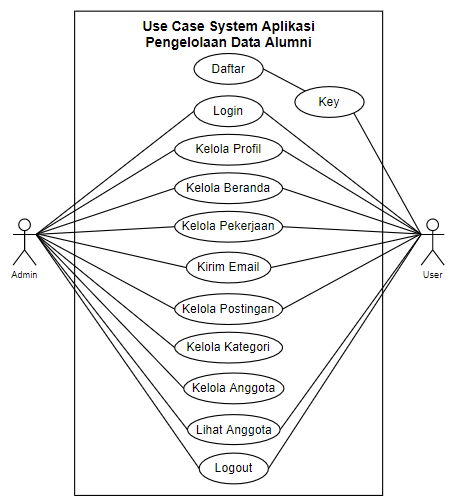 Use Case System Aplikasi
Pengelolaan Data Alumni
Daftar
Key
Login
Kelola Profil
Kelola Beranda
Kelola Pekerjaan
Kirim Email
Kelola Postingan
Kelola Kategori
Kelola Anggota
Lihat Anggota
Logout
Admin
User